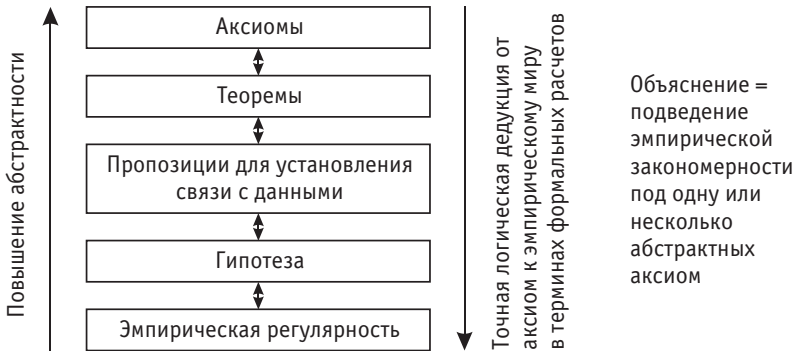 Повышение абстрактности
Аксиомы
Теоремы
Пропозиции для установления
связи с данными
Гипотеза
Эмпирическая регулярность
Точная логическая дедукция от
аксиом к эмпирическому миру
в терминах формальных расчетов
Объяснение =
подведение
эмпирической
закономерности
под одну или
несколько
абстрактных
аксиом